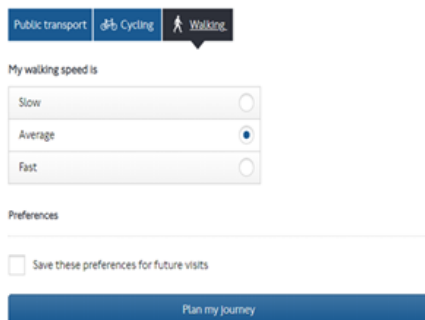 Public transport Cycling Walking
My walking speed is
Slow
Average
Fast
Preferences
Save these preferences for future visits
Plan my journey